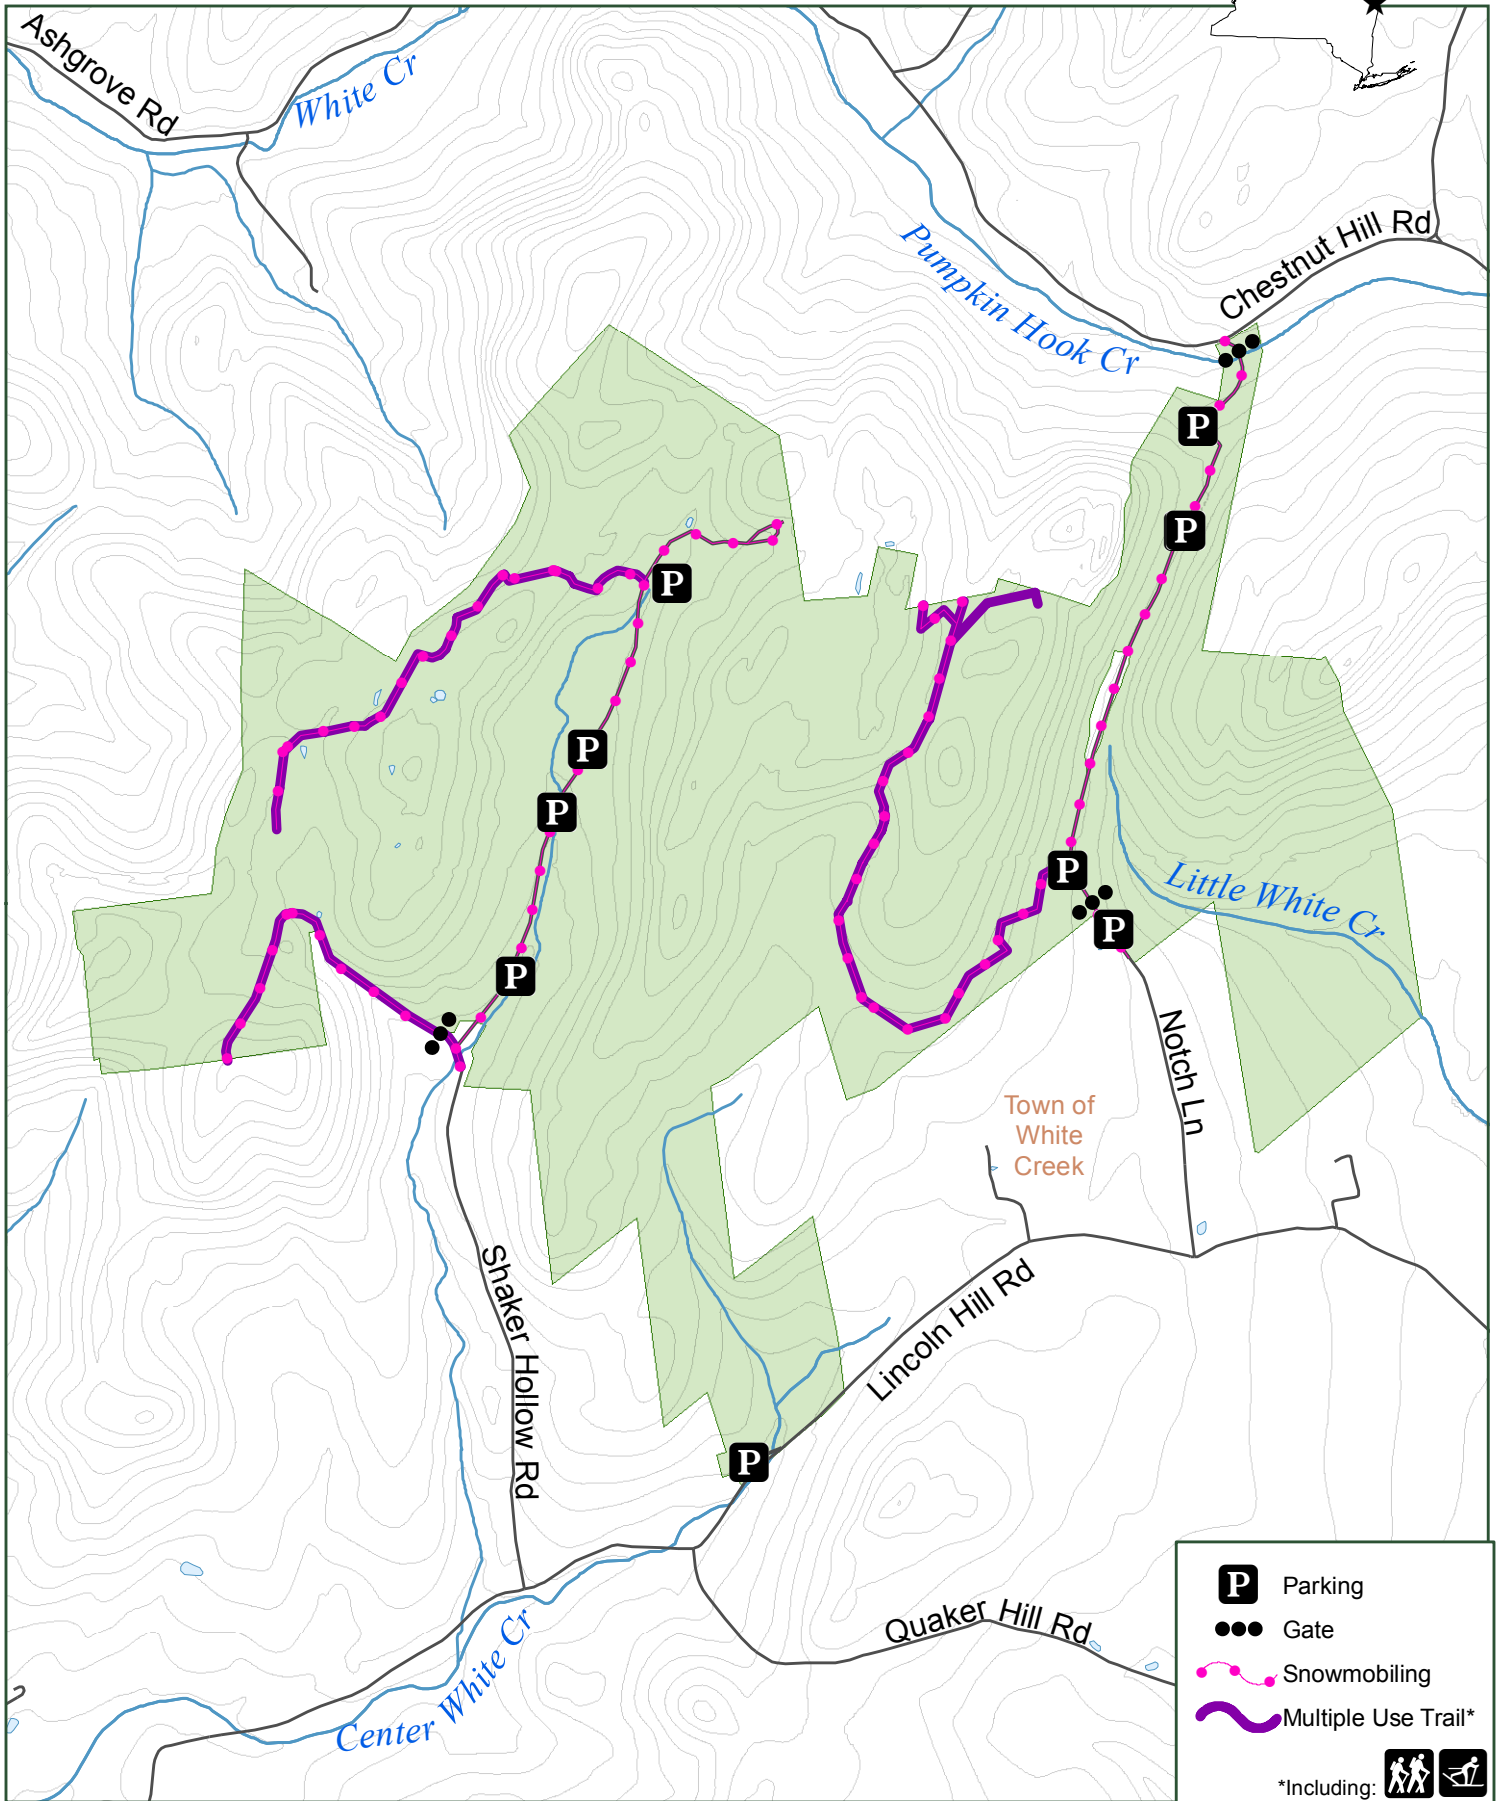 Ashgrove Rd
White Cr
Pumpkin Hook Cr
Chestnut Hill Rd
P
P
P
P
P
P
P
Little White Cr
P
Notch Ln
Town of
White
Creek
Shaker Hollow Rd
Lincoln Hill Rd
P
Quaker Hill Rd
Center White Cr
P Parking
Gate
Snowmobiling
Multiple Use Trail*
*Including: